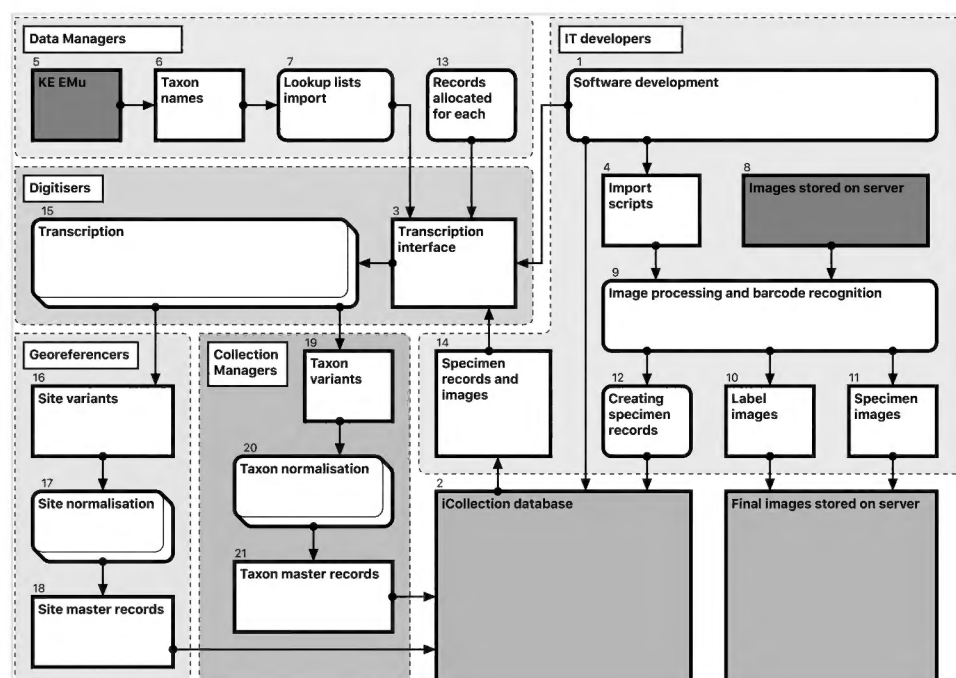 Data Managers
IT developers
5
KE EMu
6
Taxon
names
7
Lookup lists
import
13
Records
allocated
for each
1
Software development
Digitisers
15
Transcription
3
Transcription
interface
4
Import
scripts
8
Images stored on server
9
Image processing and barcode recognition
Georeferencers
Collection
Managers
16
Site variants
19
Taxon
variants
14
Specimen
records and
images
12
Creating
specimen
records
10
Label
images
11
Specimen
images
17
Site normalisation
20
Taxon normalisation
2
iCollection database
Final images stored on server
21
Taxon master records
18
Site master records